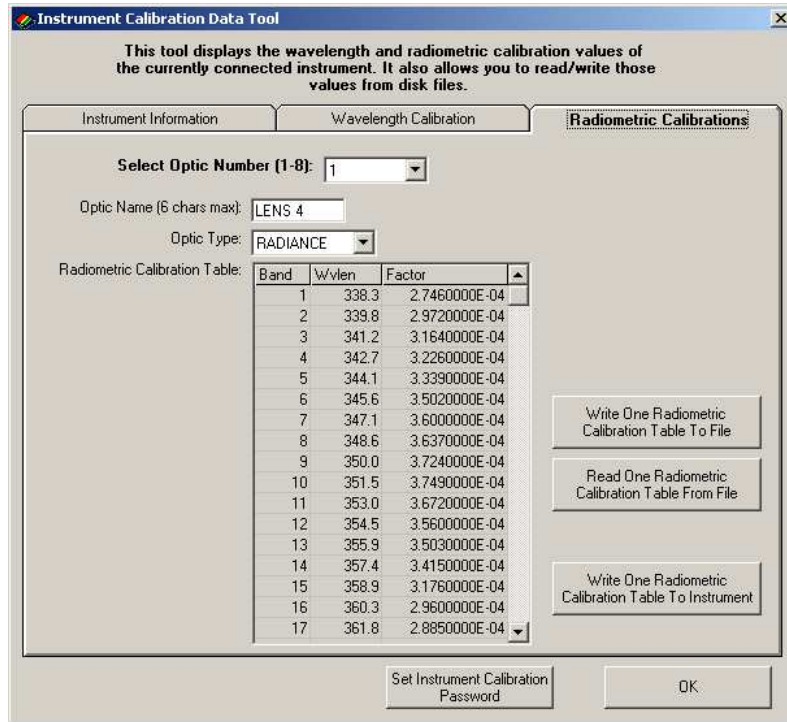 Instrument Calibration Data Tool
This tool displays the wavelength and radiometric calibration values of
the currently connected instrument. It also allows you to read/write those
values from disk files.
Instrument Information Wavelength Calibration Radiometric Calibrations
Select Optic Number (1-8): 1
Optic Name (6 chars max): LENS 4
Optic Type: RADIANCE
Radiometric Calibration Table: Band Wvlen Factor
1 338.3 2.7460000E-04
2 339.8 2.9720000E-04
3 341.2 3.1640000E-04
4 342.7 3.2260000E-04
5 344.1 3.3390000E-04
6 345.6 3.5020000E-04
7 347.1 3.6000000E-04
8 348.6 3.6370000E-04
9 350.0 3.7240000E-04
10 351.5 3.7490000E-04
11 353.0 3.6720000E-04
12 354.5 3.5600000E-04
13 355.9 3.5030000E-04
14 357.4 3.4150000E-04
15 358.9 3.1760000E-04
16 360.3 2.9600000E-04
17 361.8 2.8850000E-04
Write One Radiometric
Calibration Table To File
Read One Radiometric
Calibration Table From File
Write One Radiometric
Calibration Table To Instrument
Set Instrument Calibration
Password
OK